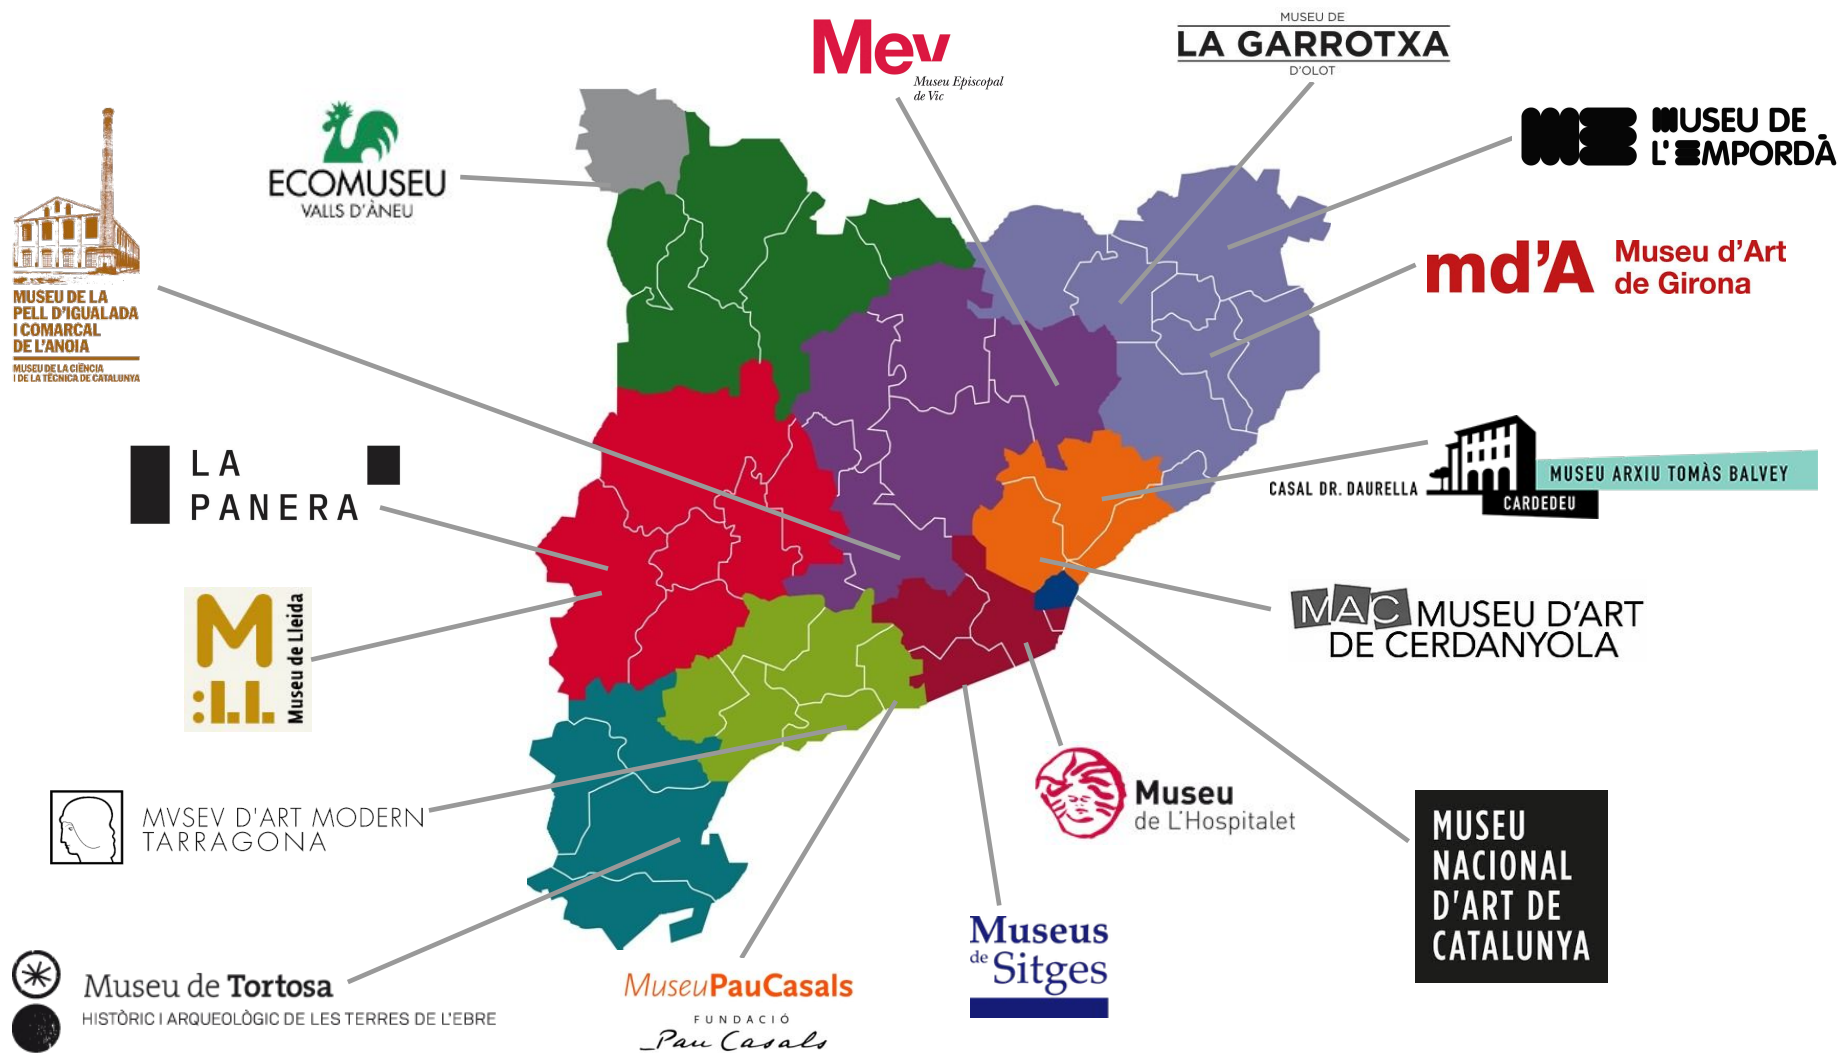 Mev
Museu Episcopal
de Vic
MUSEU DE
LA GARROTXA
D'OLOT
MUSEU DE
L'EMPORDÀ
ECOMUSEU
VALLS D'ÀNEU
md'A
Museu d'Art
de Girona
MUSEU DE LA
PELL D'IGUALADA
I COMARCAL
DE L'ANOIA
MUSEU DE LA CIÈNCIA
I DE LA TÈCNICA DE CATALUNYA
LA
PANERA
CASAL DR. DAURELLA
MUSEU ARXIU TOMÀS BALVEY
CARDEDEU
M
:LL
Museu de Lleida
MAC MUSEU D'ART
DE CERDANYOLA
MVSEV D'ART MODERN
TARRAGONA
Museu
de L'Hospitalet
MUSEU
NACIONAL
D'ART DE
CATALUNYA
Museus
de Sitges
Museu de Tortosa
HISTÒRIC I ARQUEOLÒGIC DE LES TERRES DE L'EBRE
MuseuPauCasals
FUNDACIÓ
Pau Casals